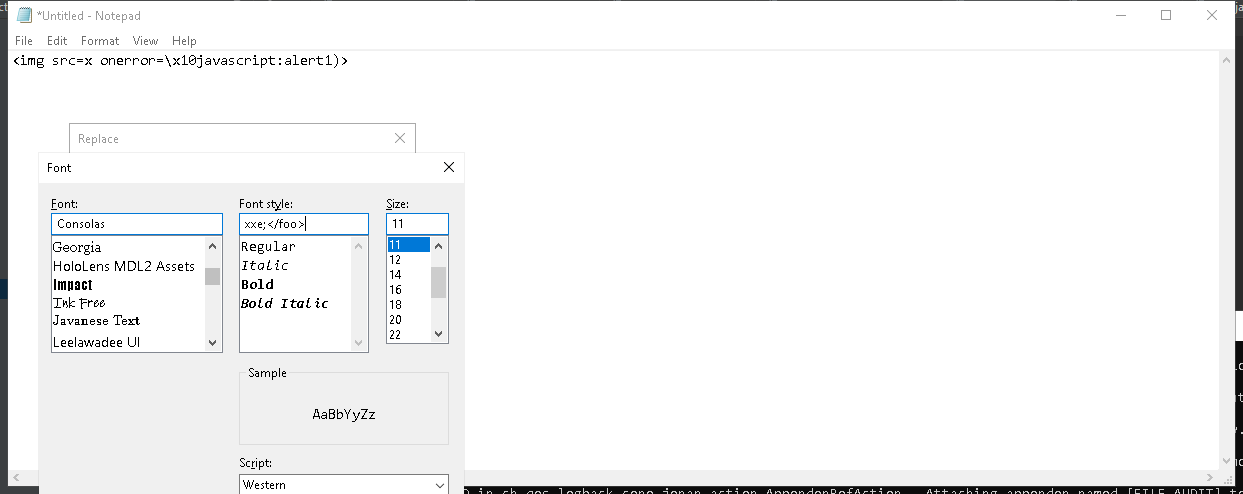 *Untitled - Notepad
File Edit Format View Help
<img src=x onerror=\x10javascript:alert1)>
Replace
Font
Font: Font style: Size:
Consolas xxe;</foo> 11
Georgia Regular 11
HoloLens MDL2 Assets Italic 12
Impact Bold 14
Ink Free Bold Italic 16
Javanese Text 18
Leelawadee UI 20
22
Sample
AaBbYyZz
Script:
Western
Attaching appender named [FILE_AUDIT]